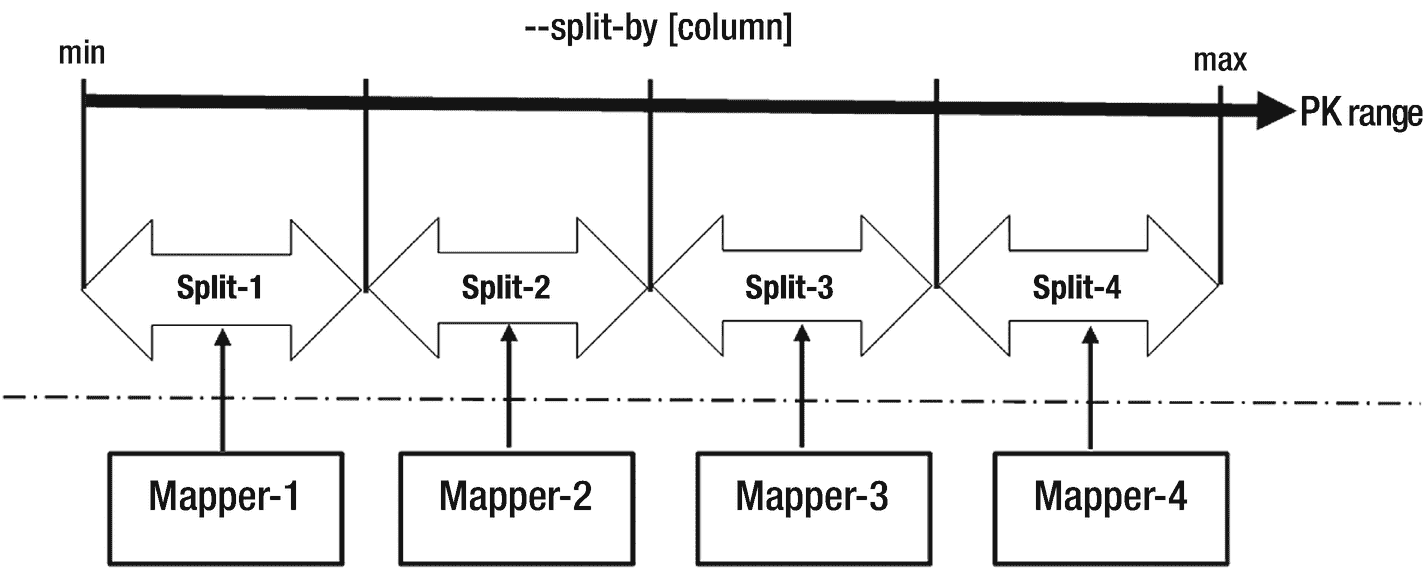 --split-by [column]
min
max
PK range
Split-1
Split-2
Split-3
Split-4
Mapper-1
Mapper-2
Mapper-3
Mapper-4